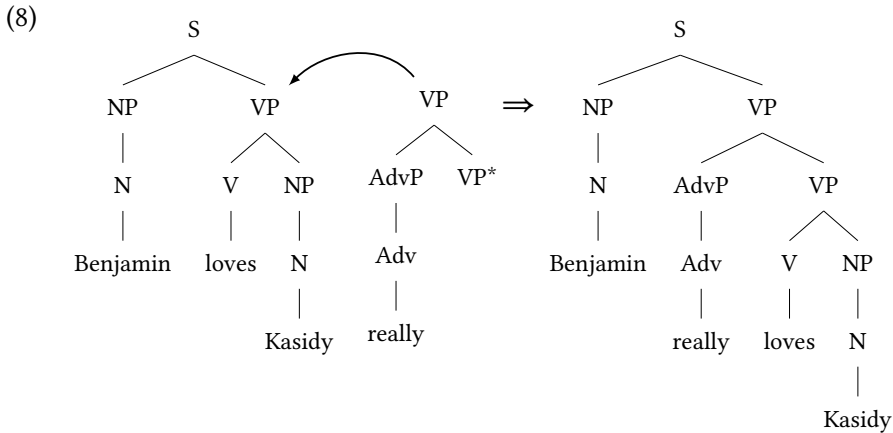 (8)
S S
NP VP VP ⇒ NP VP
N V NP AdvP VP* N AdvP VP
Benjamin loves N Adv Benjamin Adv V NP
Kasidy really really loves N
Kasidy